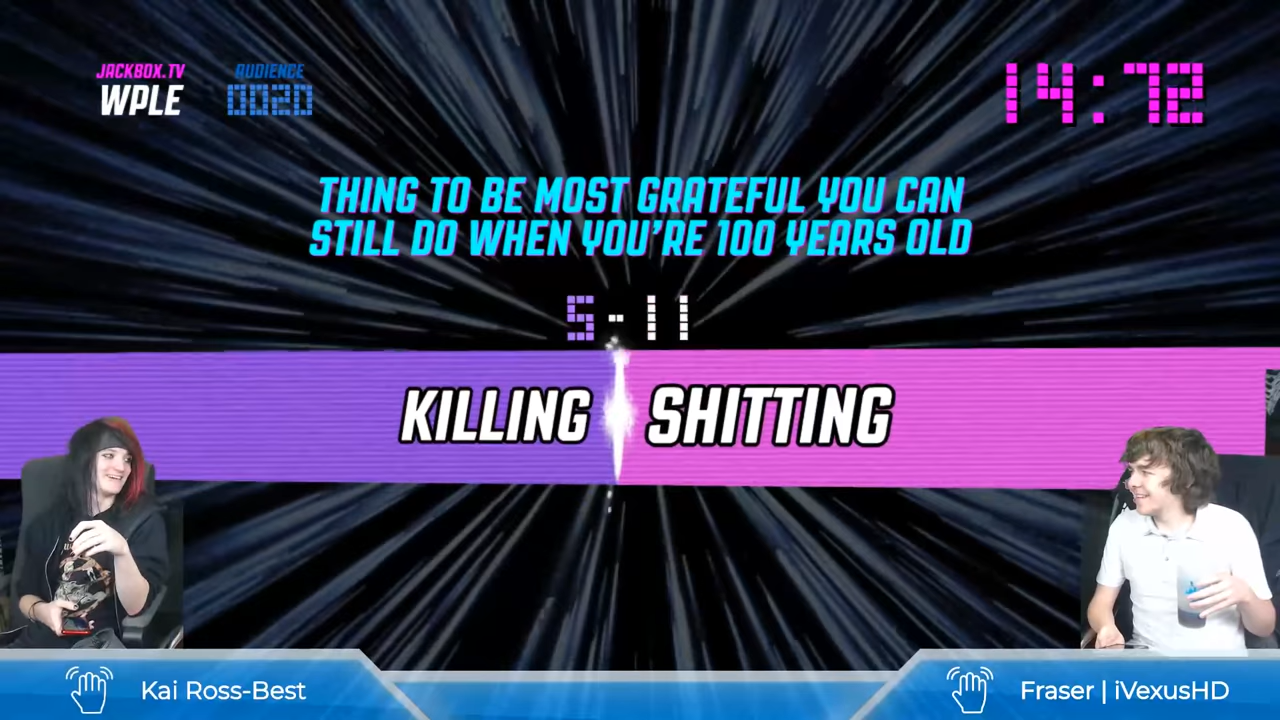 JACKBOX.TV
WPLE
AUDIENCE
0020
14:72
THING TO BE MOST GRATEFUL YOU CAN
STILL DO WHEN YOU'RE 100 YEARS OLD
5-11
KILLING
SHITTING
Kai Ross-Best
Fraser | iVexusHD